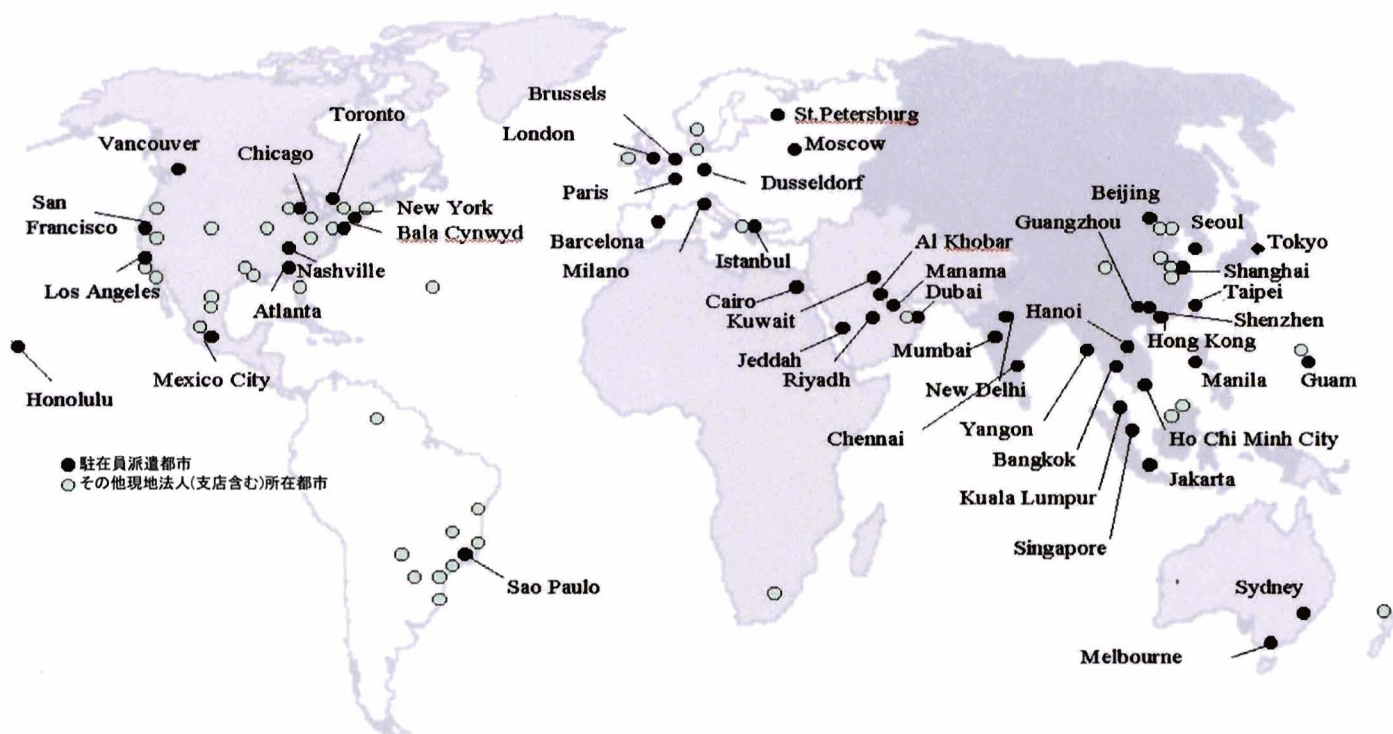 Vancouver
San
Francisco
Los Angeles
Honolulu
Chicago
Toronto
New York
Bala Cynwyd
Nashville
Atlanta
Mexico City
Sao Paulo
●駐在員派遣都市
○その他現地法人(支店含む)所在都市
Brussels
London
Paris
Barcelona
Milano
St.Petersburg
Moscow
Dusseldorf
Istanbul
Cairo
Kuwait
Jeddah
Riyadh
Al Khobar
Manama
Dubai
Mumbai
New Delhi
Chennai
Beijing
Guangzhou
Seoul
Tokyo
Shanghai
Taipei
Shenzhen
Hong Kong
Hanoi
Manila
Guam
Yangon
Bangkok
Ho Chi Minh City
Kuala Lumpur
Jakarta
Singapore
Sydney
Melbourne